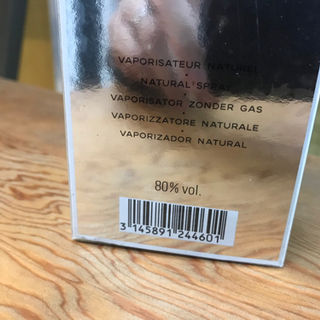 VAPORISATEUR NATUREL
NATURAL SPRAY
VAPORISATOR ZONDER GAS
VAPORIZZATORE NATURALE
VAPORIZADOR NATURAL
80% vol.
3 145891 244601